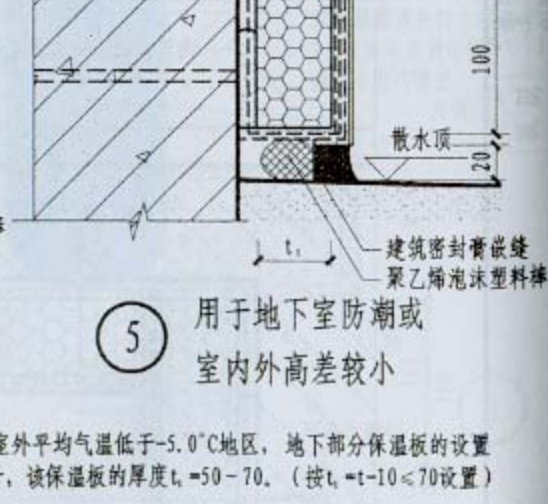 100
散水顶
20
t₁
建筑密封膏嵌缝
聚乙烯泡沫塑料棒
5
用于地下室防潮或
室内外高差较小
室外平均气温低于-5.0°C地区, 地下部分保温板的设置
, 该保温板的厚度t₁=50-70。(按t₁=t-10≤70设置)